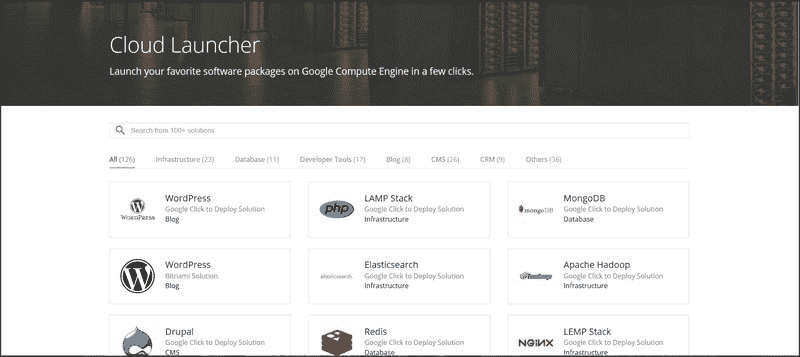 Cloud Launcher
Launch your favorite software packages on Google Compute Engine in a few clicks.
Search from 100+ solutions
All (126) Infrastructure (23) Database (11) Developer Tools (17) Blog (8) CMS (26) CRM (9) Others (36)
WORDPRESS
WordPress
Google Click to Deploy Solution
Blog
php
LAMP Stack
Google Click to Deploy Solution
Infrastructure
mongoDB
MongoDB
Google Click to Deploy Solution
Database
WordPress
Bitnami Solution
Blog
elasticsearch.
Elasticsearch
Google Click to Deploy Solution
Infrastructure
Apache Hadoop
Google Click to Deploy Solution
Infrastructure
Drupal
Google Click to Deploy Solution
CMS
Redis
Google Click to Deploy Solution
Database
NGINX
LEMP Stack
Google Click to Deploy Solution
Infrastructure